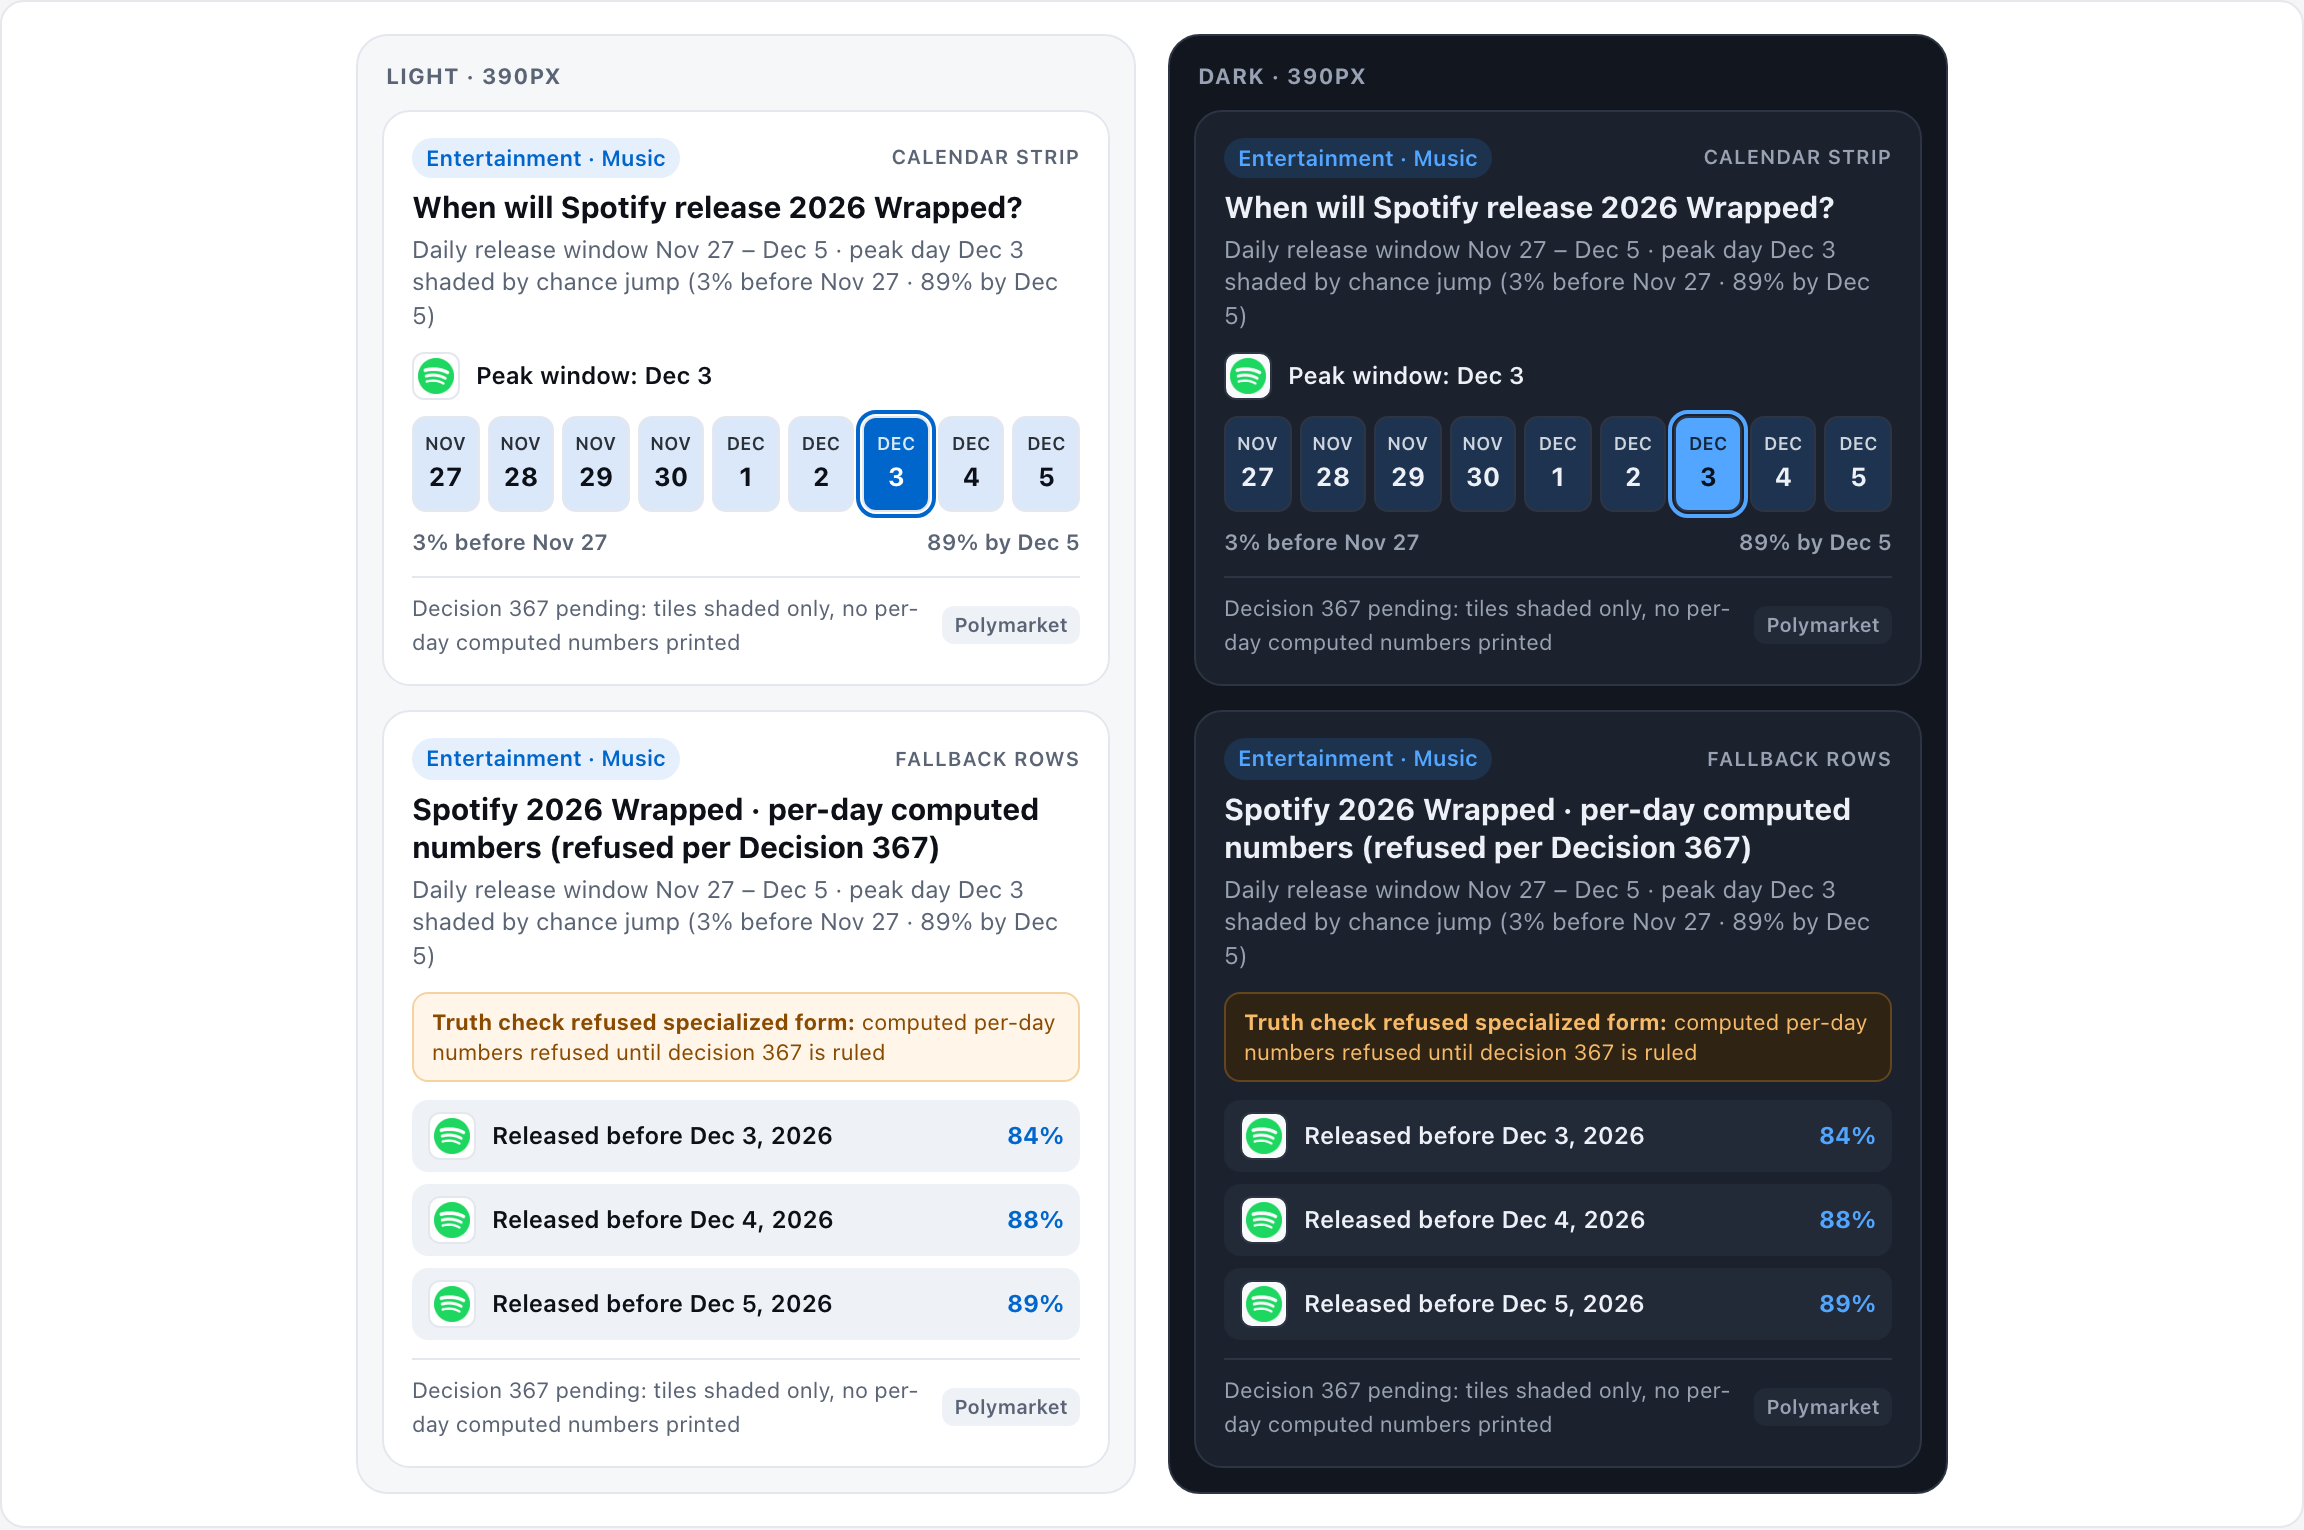 LIGHT · 390PX
Entertainment · Music
CALENDAR STRIP
When will Spotify release 2026 Wrapped?
Daily release window Nov 27 – Dec 5 · peak day Dec 3
shaded by chance jump (3% before Nov 27 · 89% by Dec
5)
Peak window: Dec 3
NOV NOV NOV NOV DEC DEC DEC DEC DEC
27 28 29 30 1 2 3 4 5
3% before Nov 27
89% by Dec 5
Decision 367 pending: tiles shaded only, no per-
day computed numbers printed
Polymarket
Entertainment · Music
FALLBACK ROWS
Spotify 2026 Wrapped · per-day computed
numbers (refused per Decision 367)
Daily release window Nov 27 – Dec 5 · peak day Dec 3
shaded by chance jump (3% before Nov 27 · 89% by Dec
5)
Truth check refused specialized form: computed per-day
numbers refused until decision 367 is ruled
Released before Dec 3, 2026 84%
Released before Dec 4, 2026 88%
Released before Dec 5, 2026 89%
Decision 367 pending: tiles shaded only, no per-
day computed numbers printed
Polymarket
DARK · 390PX
Entertainment · Music
CALENDAR STRIP
When will Spotify release 2026 Wrapped?
Daily release window Nov 27 – Dec 5 · peak day Dec 3
shaded by chance jump (3% before Nov 27 · 89% by Dec
5)
Peak window: Dec 3
NOV NOV NOV NOV DEC DEC DEC DEC DEC
27 28 29 30 1 2 3 4 5
3% before Nov 27
89% by Dec 5
Decision 367 pending: tiles shaded only, no per-
day computed numbers printed
Polymarket
Entertainment · Music
FALLBACK ROWS
Spotify 2026 Wrapped · per-day computed
numbers (refused per Decision 367)
Daily release window Nov 27 – Dec 5 · peak day Dec 3
shaded by chance jump (3% before Nov 27 · 89% by Dec
5)
Truth check refused specialized form: computed per-day
numbers refused until decision 367 is ruled
Released before Dec 3, 2026 84%
Released before Dec 4, 2026 88%
Released before Dec 5, 2026 89%
Decision 367 pending: tiles shaded only, no per-
day computed numbers printed
Polymarket